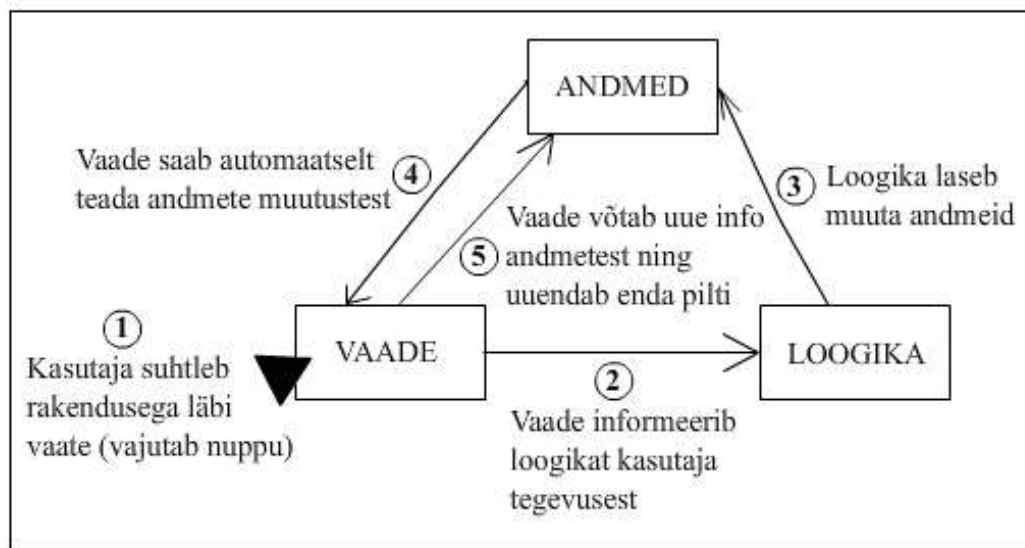 ANDMED
Vaade saab automaatselt
teada andmete muutustest
4
3
Loogika laseb
muuta andmeid
5
Vaade võtab uue info
andmetest ning
uuendab enda pilti
1
Kasutaja suhtleb
rakendusega läbi
vaate (vajutab nuppu)
VAADE
LOOGIKA
2
Vaade informeerib
loogikat kasutaja
tegevusest